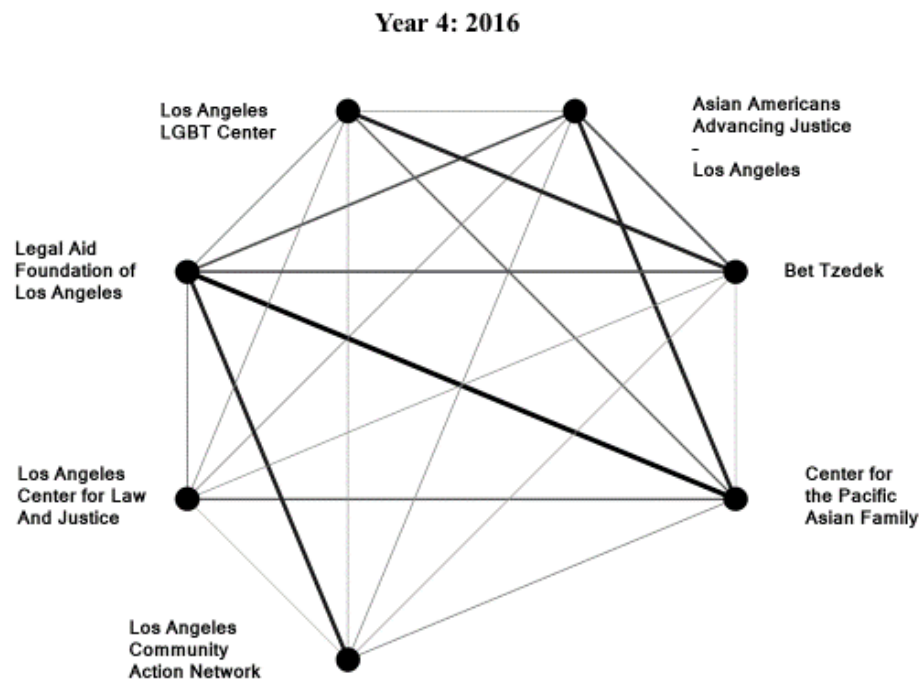 Year 4: 2016
Los Angeles
LGBT Center
Asian Americans
Advancing Justice
-
Los Angeles
Legal Aid
Foundation of
Los Angeles
Bet Tzedek
Los Angeles
Center for Law
And Justice
Center for
the Pacific
Asian Family
Los Angeles
Community
Action Network